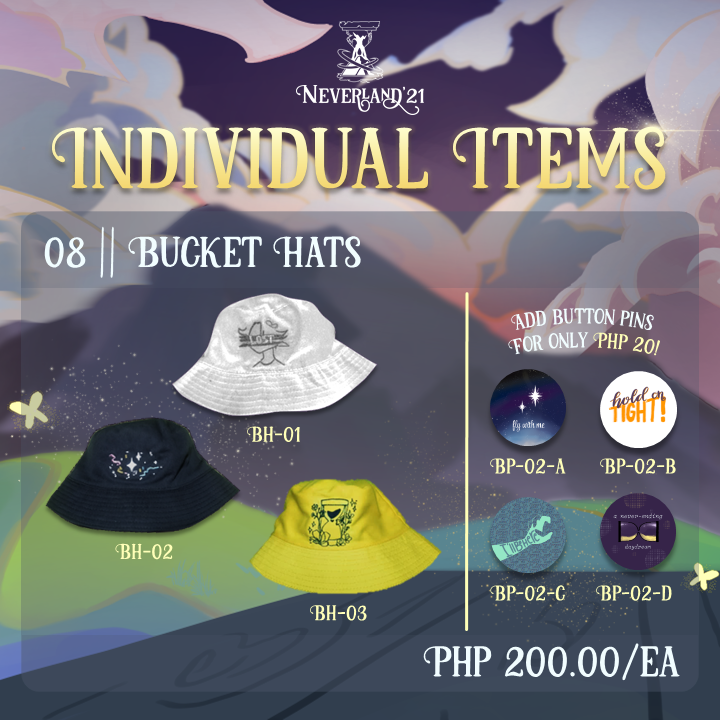 NEVERLAND'21
INDIVIDUAL ITEMS
08 || BUCKET HATS
ADD BUTTON PINS
FOR ONLY PHP 20!
LOST
BH-01
fly with me
hold on
TIGHT!
BP-02-A
BP-02-B
BH-02
a never-ending
daydream
BP-02-C
BP-02-D
BH-03
PHP 200.00/EA